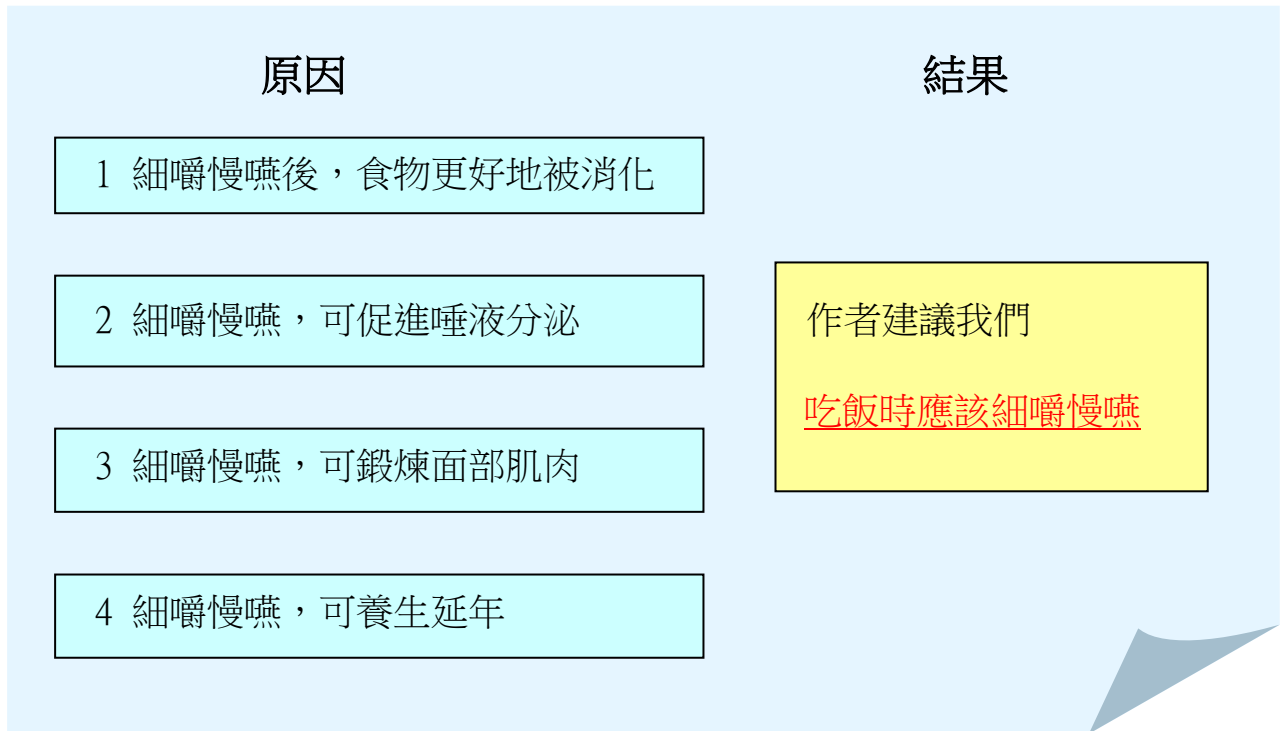 原因
結果
1 細嚼慢嚥後，食物更好地被消化
2 細嚼慢嚥，可促進唾液分泌
3 細嚼慢嚥，可鍛煉面部肌肉
4 細嚼慢嚥，可養生延年
作者建議我們
吃飯時應該細嚼慢嚥